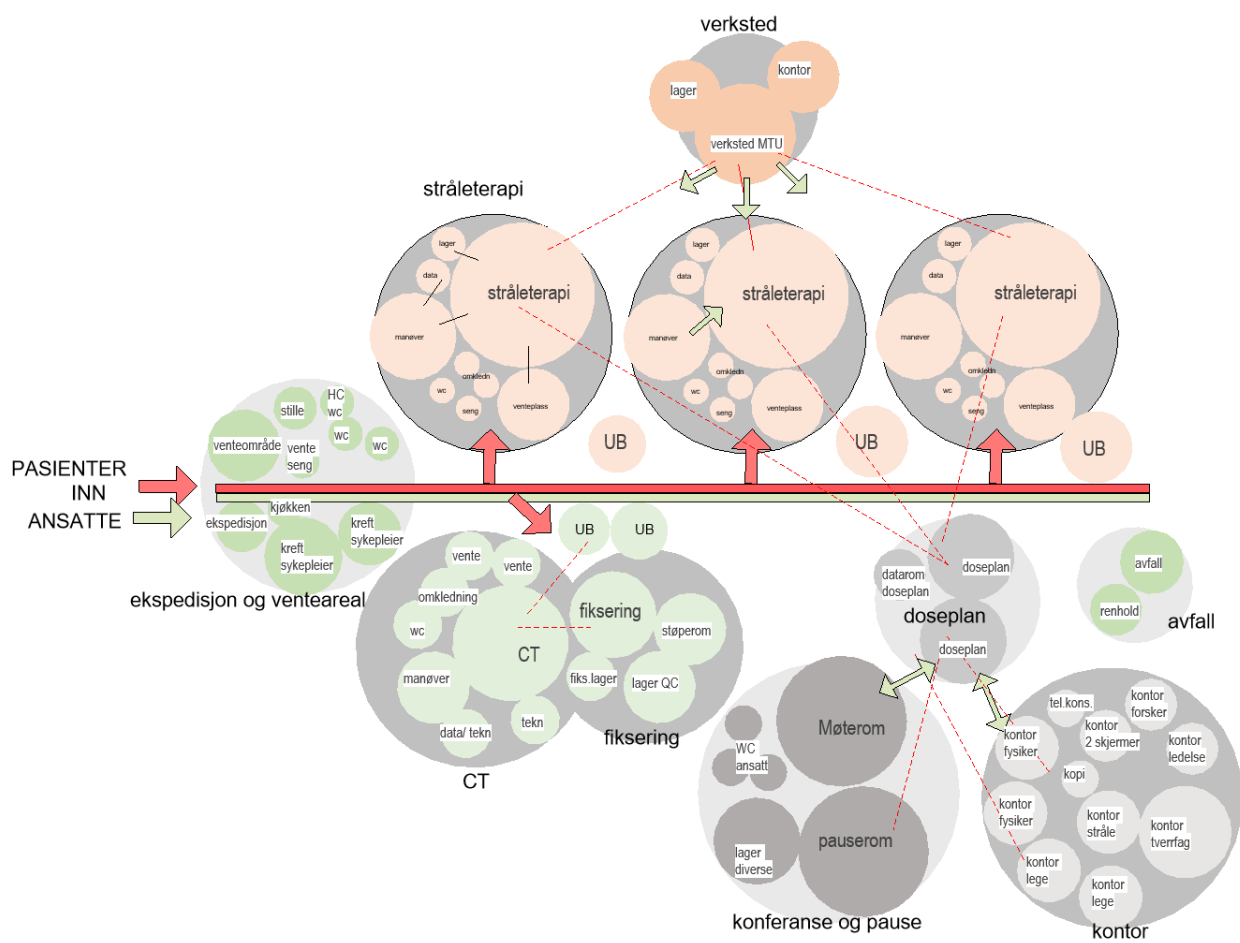 verksted
kontor
lager
verksted MTU
stråleterapi
lager
data
stråleterapi
manøver
omkledn
wc
seng
venteplass
UB
lager
data
stråleterapi
manøver
omkledn
wc
seng
venteplass
UB
lager
data
stråleterapi
manøver
omkledn
wc
seng
venteplass
UB
PASIENTER
INN
ANSATTE
stille
HC
wc
venteområde
vente
seng
wc
wc
kjøkken
ekspedisjon
kreft
sykepleier
kreft
sykepleier
ekspedisjon og venteareal
UB
UB
vente
vente
omkledning
wc
CT
manøver
data/ tekn
tekn
CT
fiksering
støperom
fiks.lager
lager QC
fiksering
doseplan
datarom
doseplan
doseplan
doseplan
avfall
renhold
avfall
Møterom
WC
ansatt
pauserom
lager
diverse
konferanse og pause
tel.kons.
kontor
forsker
kontor
fysiker
kontor
2 skjermer
kontor
ledelse
kopi
kontor
fysiker
kontor
stråle
kontor
tverrfag
kontor
lege
kontor
lege
kontor